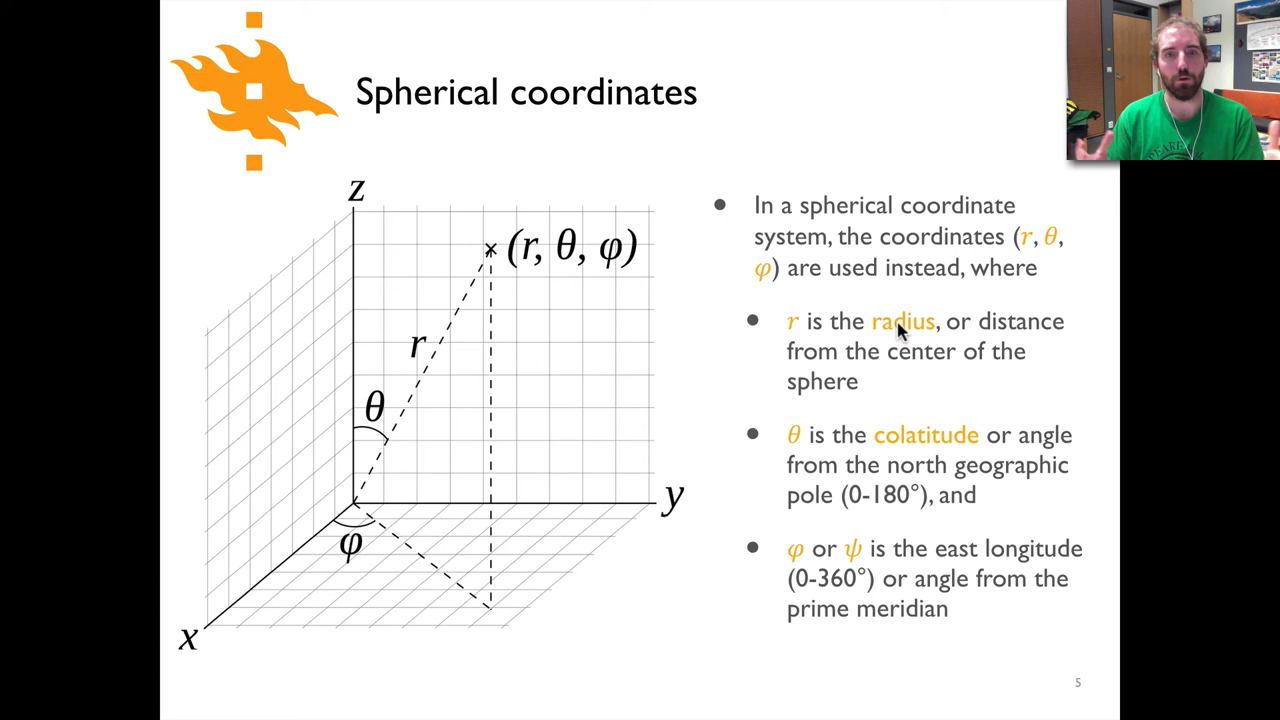 Spherical coordinates
z
(r, θ, φ)
r
θ
y
φ
x
• In a spherical coordinate
system, the coordinates (r, θ,
φ) are used instead, where
• r is the radius, or distance
from the center of the
sphere
• θ is the colatitude or angle
from the north geographic
pole (0-180°), and
• φ or ψ is the east longitude
(0-360°) or angle from the
prime meridian
5